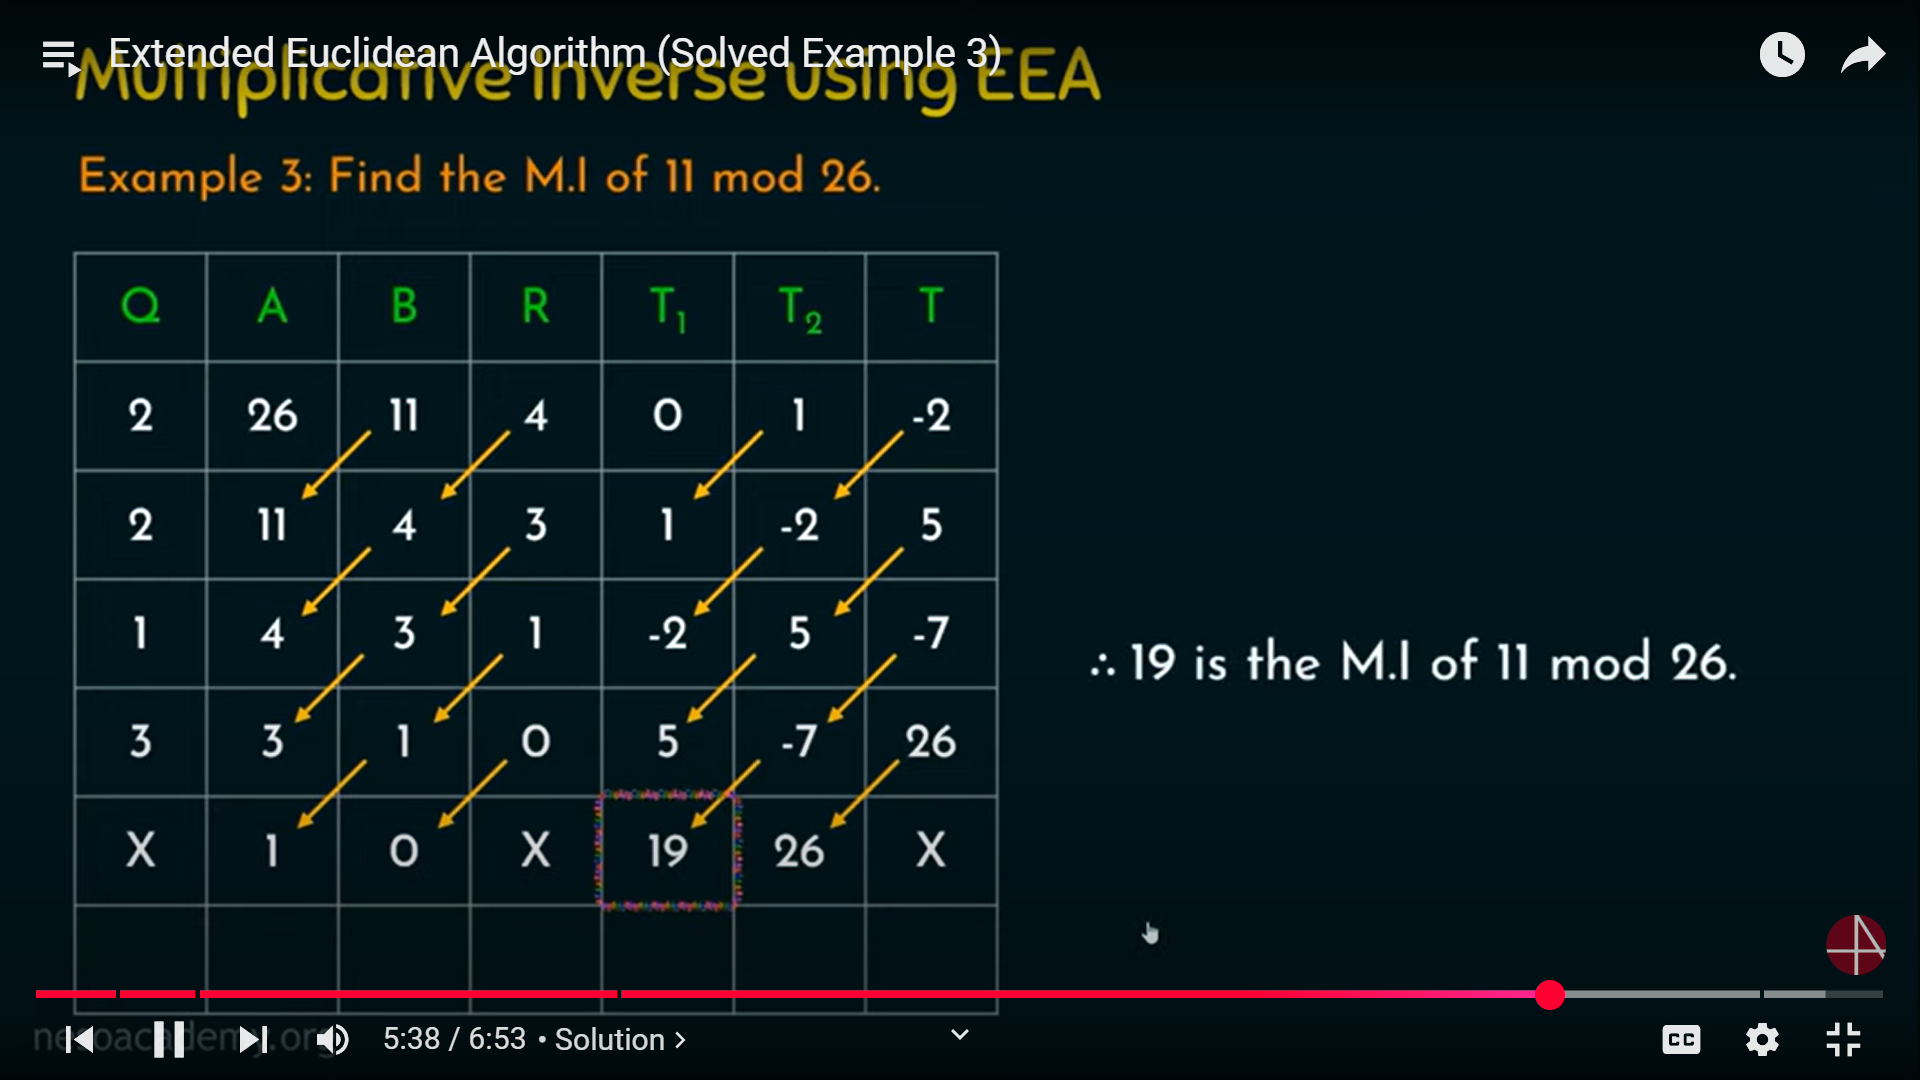 Extended Euclidean Algorithm (Solved Example 3)
Multiplicative Inverse using EEA
Example 3: Find the M.I of 11 mod 26.
Q A B R T₁ T₂ T
2 26 11 4 0 1 -2
2 11 4 3 1 -2 5
1 4 3 1 -2 5 -7
∴ 19 is the M.I of 11 mod 26.
3 3 1 0 5 -7 26
X 1 0 X 19 26 X
nesoacademy.org
5:38 / 6:53 • Solution >
CC